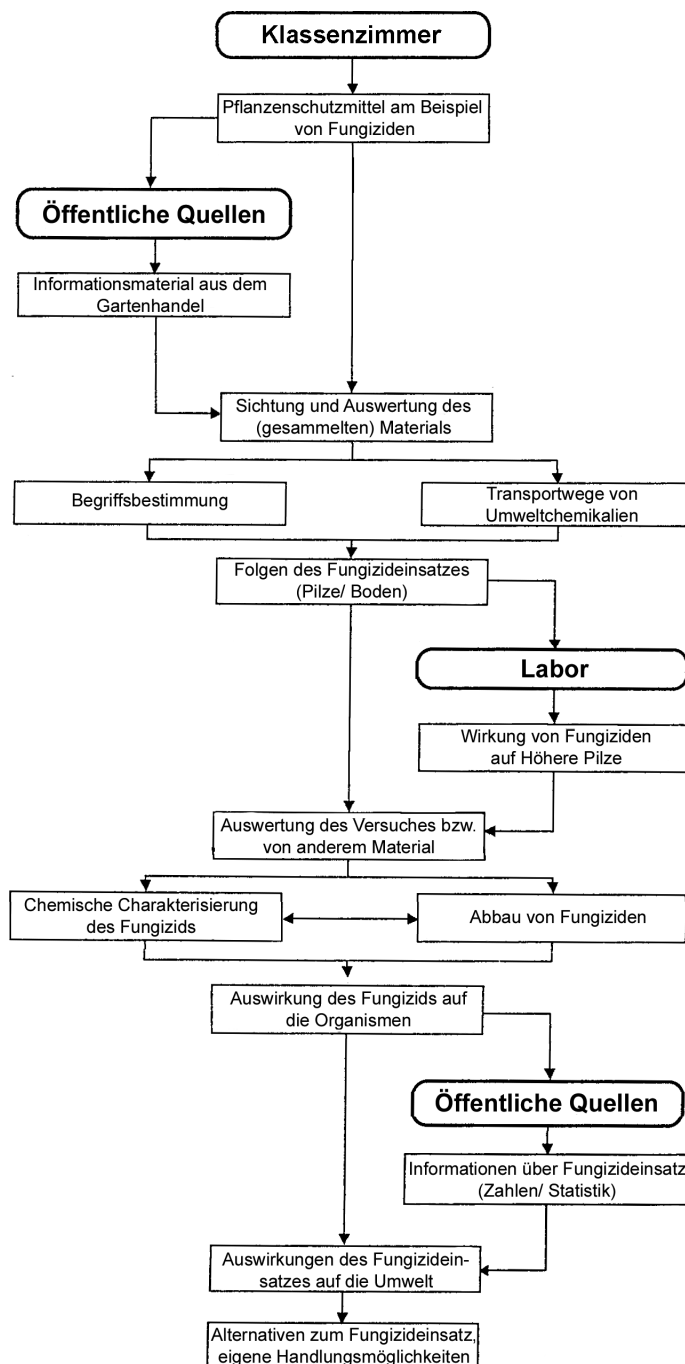 Klassenzimmer
Pflanzenschutzmittel am Beispiel
von Fungiziden
Öffentliche Quellen
Informationsmaterial aus dem
Gartenhandel
Sichtung und Auswertung des
(gesammelten) Materials
Begriffsbestimmung
Transportwege von
Umweltchemikalien
Folgen des Fungizideinsatzes
(Pilze/ Boden)
Labor
Wirkung von Fungiziden
auf Höhere Pilze
Auswertung des Versuches bzw.
von anderem Material
Chemische Charakterisierung
des Fungizids
Abbau von Fungiziden
Auswirkung des Fungizids auf
die Organismen
Öffentliche Quellen
Informationen über Fungizideinsatz
(Zahlen/ Statistik)
Auswirkungen des Fungizidein-
satzes auf die Umwelt
Alternativen zum Fungizideinsatz,
eigene Handlungsmöglichkeiten